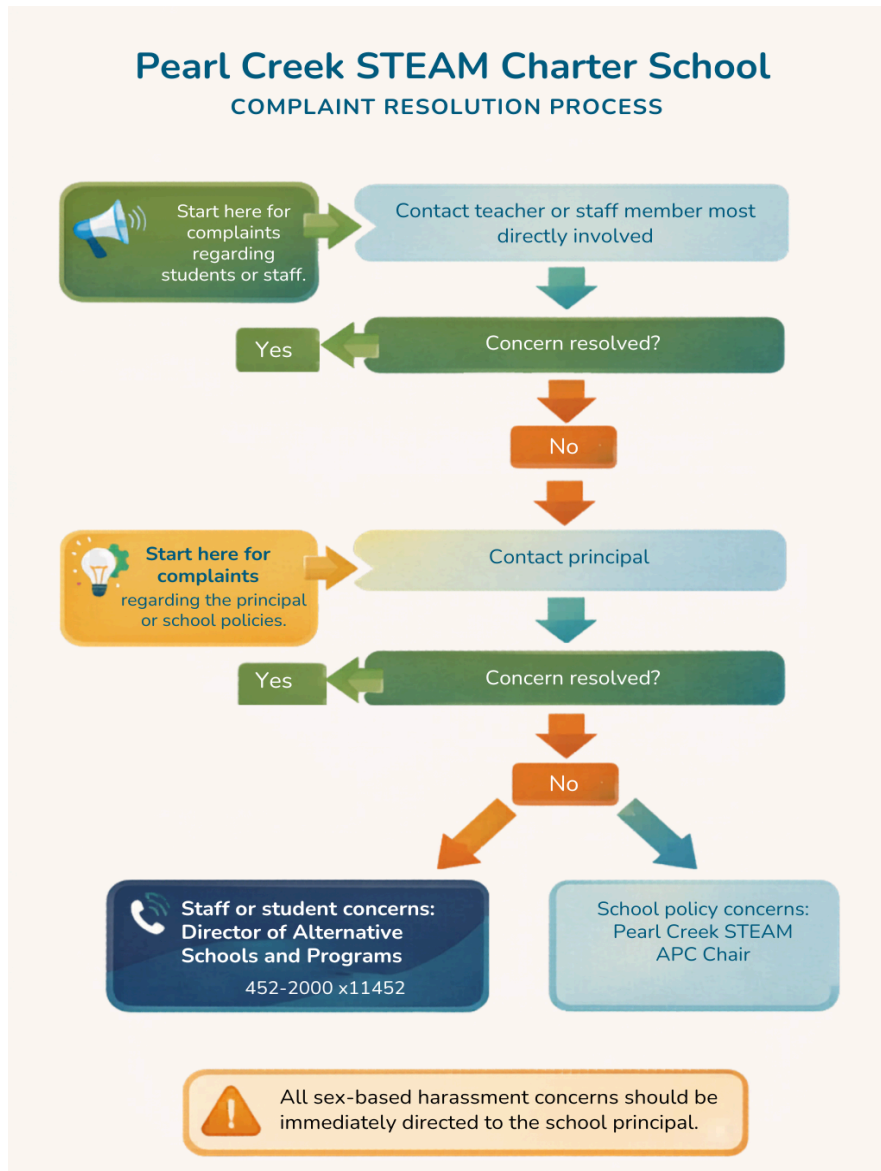 Pearl Creek STEAM Charter School
COMPLAINT RESOLUTION PROCESS
Start here for
complaints
regarding
students or staff.
Contact teacher or staff member most
directly involved
Yes
Concern resolved?
No
Start here for
complaints
regarding the principal
or school policies.
Contact principal
Yes
Concern resolved?
No
Staff or student concerns:
Director of Alternative
Schools and Programs
452-2000 x11452
School policy concerns:
Pearl Creek STEAM
APC Chair
All sex-based harassment concerns should be
immediately directed to the school principal.